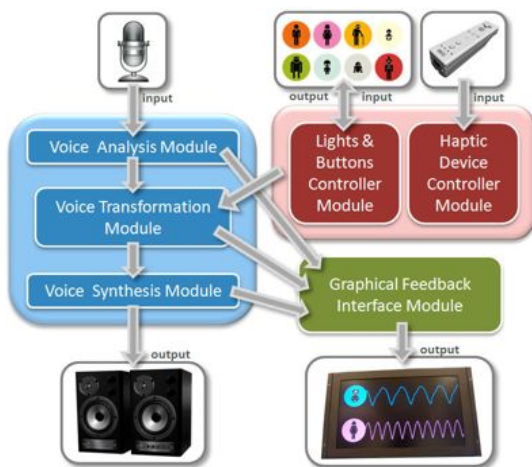 output
input
input
input
Voice Analysis Module
Lights &
Buttons
Controller
Module
Haptic
Device
Controller
Module
Voice Transformation
Module
Voice Synthesis Module
Graphical Feedback
Interface Module
output
output